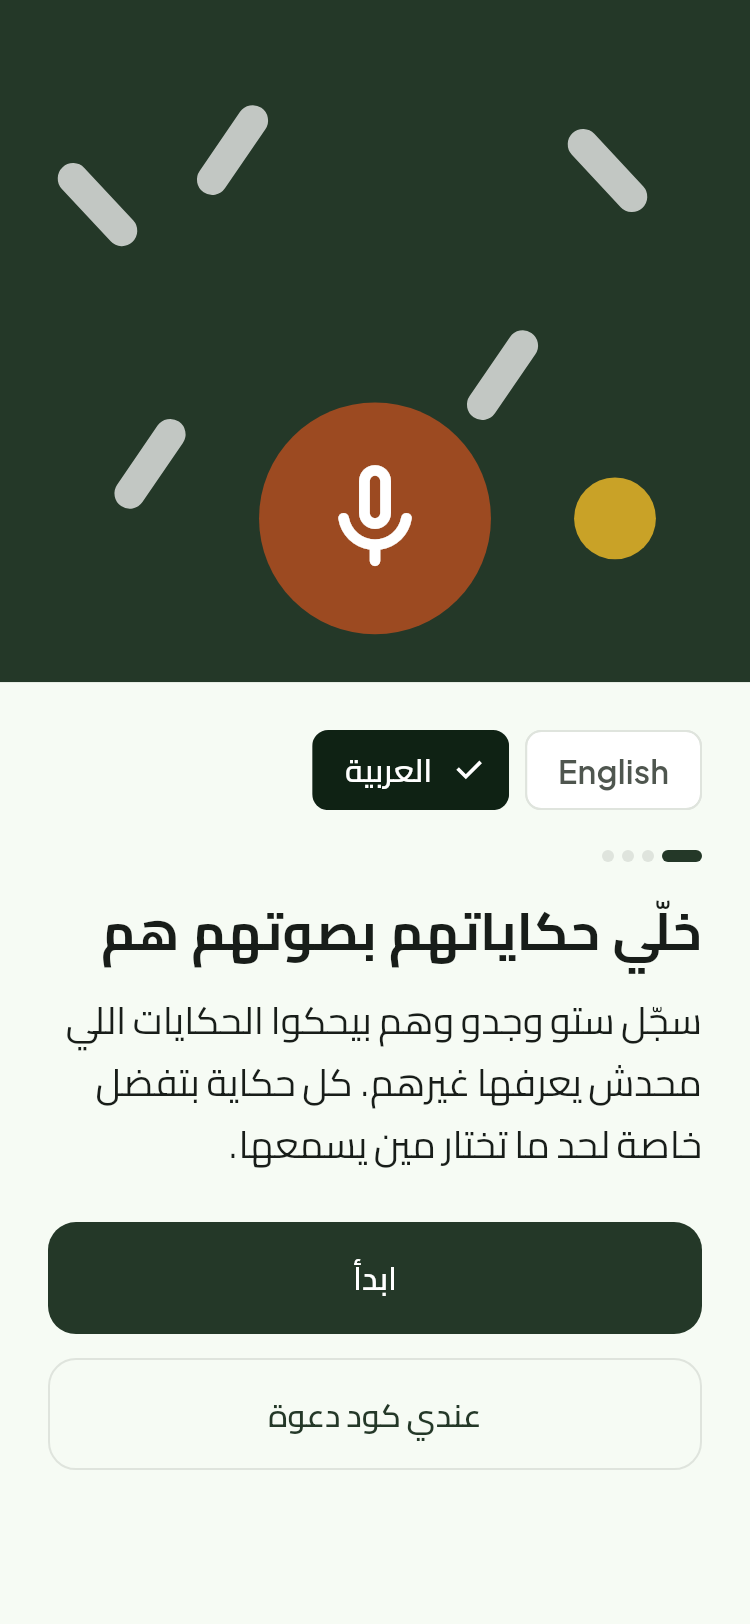 English
العربية
خلّي حكاياتهم بصوتهم هم
سجّل ستو وجدو وهم بيحكوا الحكايات اللي
محدش يعرفها غيرهم. كل حكاية بتفضل
خاصة لحد ما تختار مين يسمعها.
ابدأ
عندي كود دعوة